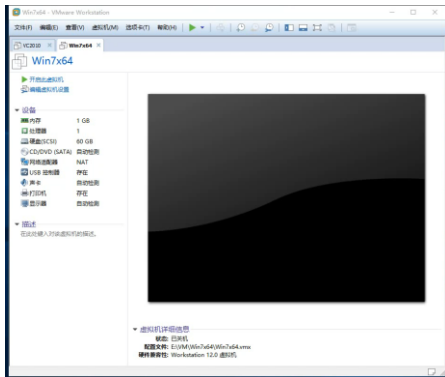 Win7x64 - VMware Workstation
文件(F) 编辑(E) 查看(V) 虚拟机(M) 选项卡(T) 帮助(H)
VC2010 Win7x64
Win7x64
开启此虚拟机
编辑虚拟机设置
设备
内存 1 GB
处理器 1
硬盘(SCSI) 60 GB
CD/DVD (SATA) 自动检测
网络适配器 NAT
USB 控制器 存在
声卡 自动检测
打印机 存在
显示器 自动检测
描述
在此处键入对该虚拟机的描述。
虚拟机详细信息
状态: 已关机
配置文件: E:\VM\Win7x64\Win7x64.vmx
硬件兼容性: Workstation 12.0 虚拟机